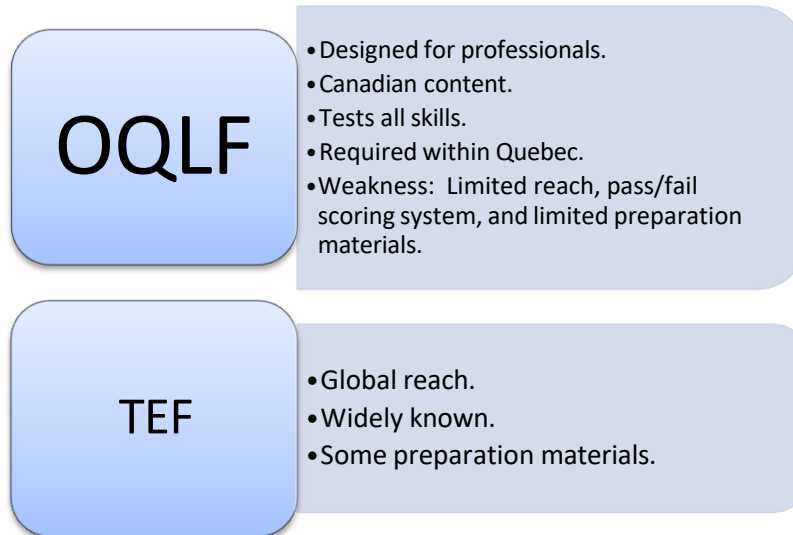 OQLF
•Designed for professionals.
•Canadian content.
•Tests all skills.
•Required within Quebec.
•Weakness:  Limited reach, pass/fail
scoring system, and limited preparation
materials.
TEF
•Global reach.
•Widely known.
•Some preparation materials.